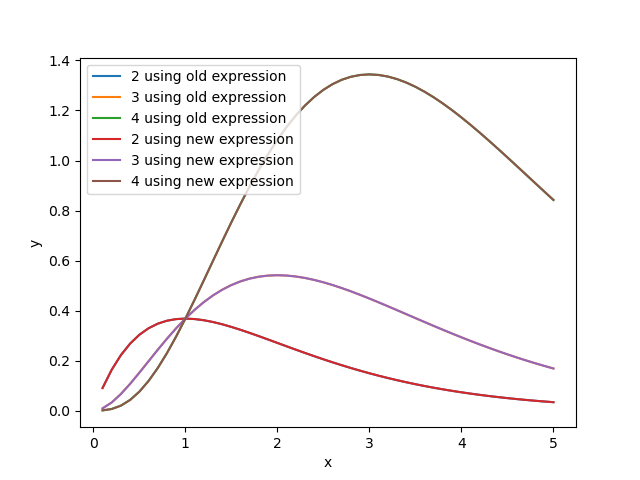 2 using old expression
3 using old expression
4 using old expression
2 using new expression
3 using new expression
4 using new expression
1.4
1.2
1.0
0.8
0.6
0.4
0.2
0.0
y
0 1 2 3 4 5
x